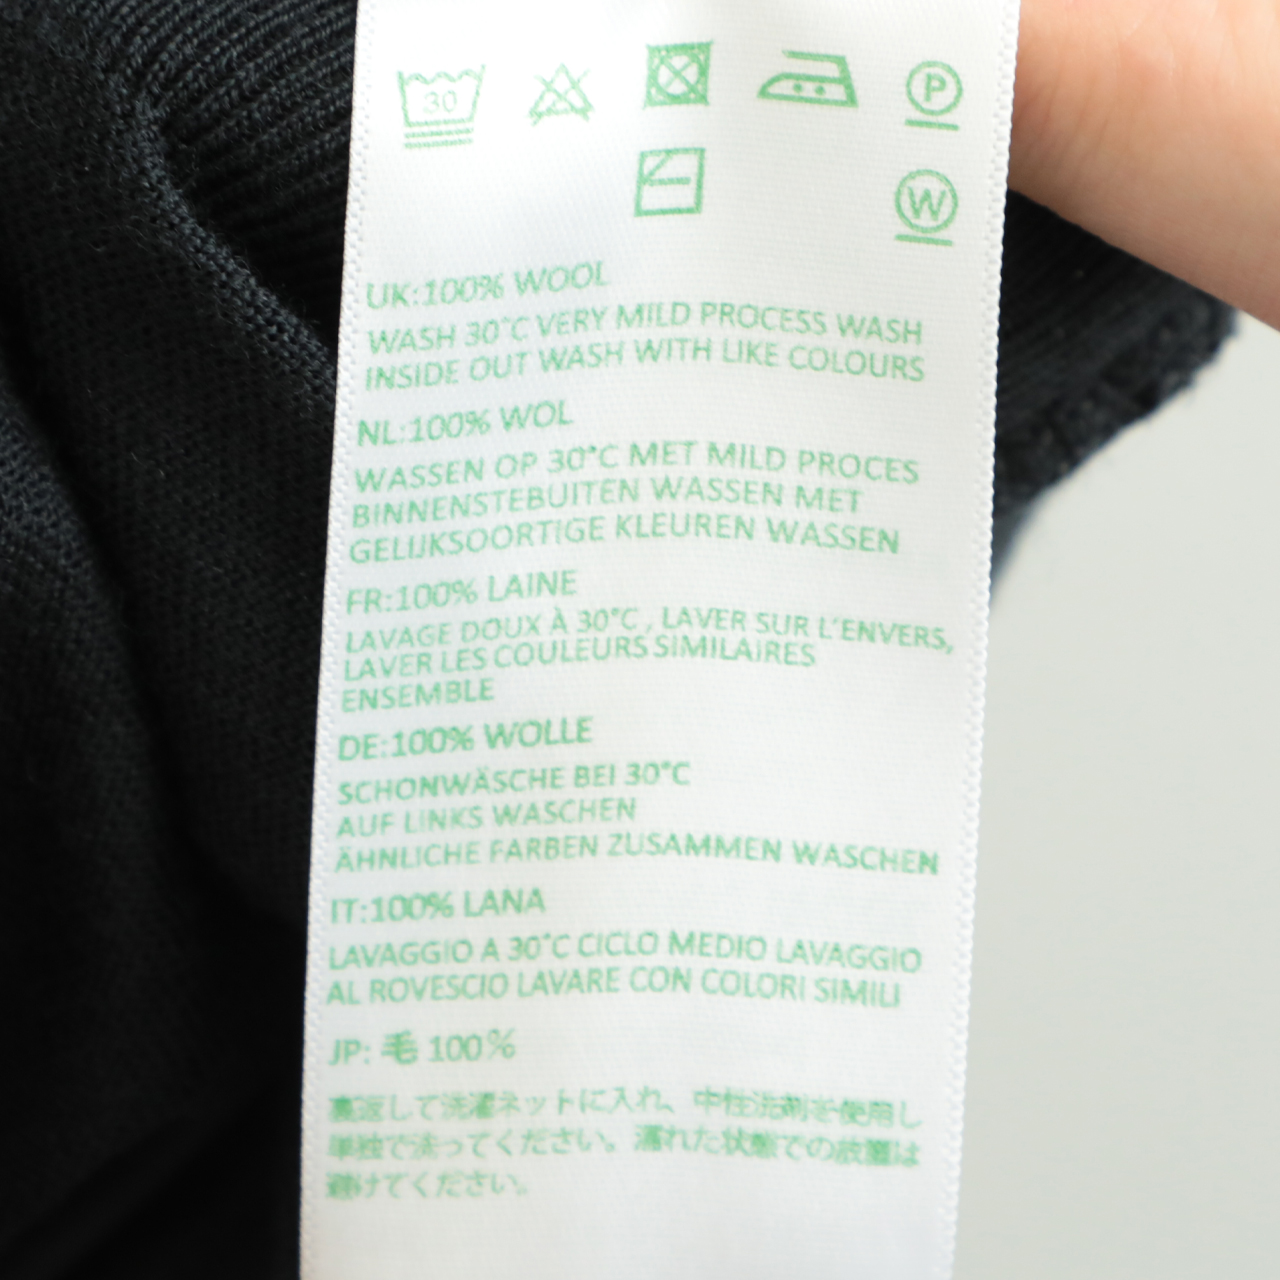 30
P
W
UK:100% WOOL
WASH 30°C VERY MILD PROCESS WASH
INSIDE OUT WASH WITH LIKE COLOURS
NL:100% WOL
WASSEN OP 30°C MET MILD PROCES
BINNENSTEBUITEN WASSEN MET
GELIJKSOORTIGE KLEUREN WASSEN
FR:100% LAINE
LAVAGE DOUX À 30°C , LAVER SUR L'ENVERS,
LAVER LES COULEURS SIMILAIRES
ENSEMBLE
DE:100% WOLLE
SCHONWÄSCHE BEI 30°C
AUF LINKS WASCHEN
ÄHNLICHE FARBEN ZUSAMMEN WASCHEN
IT:100% LANA
LAVAGGIO A 30°C CICLO MEDIO LAVAGGIO
AL ROVESCIO LAVARE CON COLORI SIMILI
JP: 毛 100%
裏返して洗濯ネットに入れ、中性洗剤を使用し
単独で洗ってください。濡れた状態での放置は
避けてください。